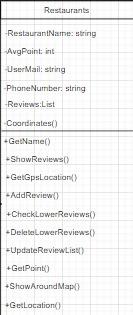 Restaurants
-RestaurantName: string
-AvgPoint: int
-UserMail: string
-PhoneNumber: string
-Reviews:List
-Coordinates()
+GetName()
+ShowReviews()
+GetGpsLocation()
+AddReview()
+CheckLowerReviews()
+DeleteLowerReviews()
+UpdateReviewList()
+GetPoint()
+ShowAroundMap()
+GetLocation()